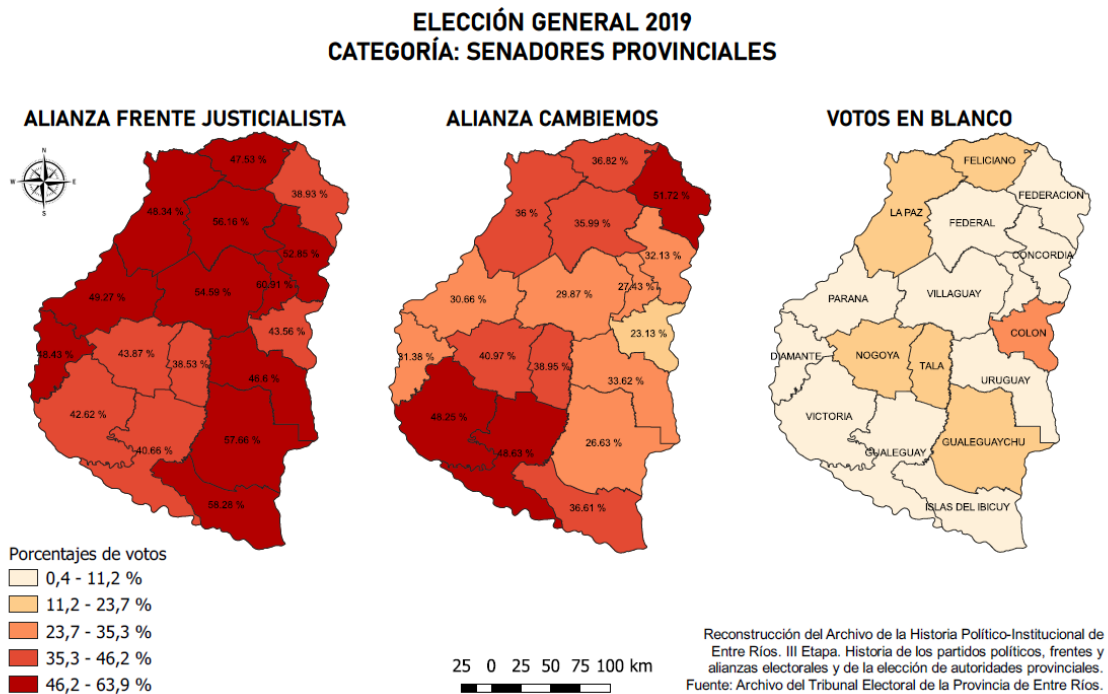 ELECCIÓN GENERAL 2019
CATEGORÍA: SENADORES PROVINCIALES
ALIANZA FRENTE JUSTICIALISTA
N
W
E
S
47.53 %
38.93 %
48.34 %
56.16 %
52.85 %
49.27 %
54.59 %
60.91 %
43.56 %
48.43 %
43.87 %
38.53 %
46.6 %
42.62 %
40.66 %
57.66 %
58.28 %
ALIANZA CAMBIEMOS
36.82 %
51.72 %
36 %
35.99 %
32.13 %
30.66 %
29.87 %
27.43 %
23.13 %
31.38 %
40.97 %
38.95 %
33.62 %
48.25 %
48.63 %
26.63 %
36.61 %
VOTOS EN BLANCO
FELICIANO
FEDERACION
LA PAZ
FEDERAL
CONCORDIA
PARANA
VILLAGUAY
COLON
DIAMANTE
NOGOYA
TALA
URUGUAY
VICTORIA
GUALEGUAY
GUALEGUAYCHU
ISLAS DEL IBICUY
Porcentajes de votos
0,4 - 11,2 %
11,2 - 23,7 %
23,7 - 35,3 %
35,3 - 46,2 %
46,2 - 63,9 %
25 0 25 50 75 100 km
Reconstrucción del Archivo de la Historia Político-Institucional de
Entre Ríos. III Etapa. Historia de los partidos políticos, frentes y
alianzas electorales y de la elección de autoridades provinciales.
Fuente: Archivo del Tribunal Electoral de la Provincia de Entre Ríos.